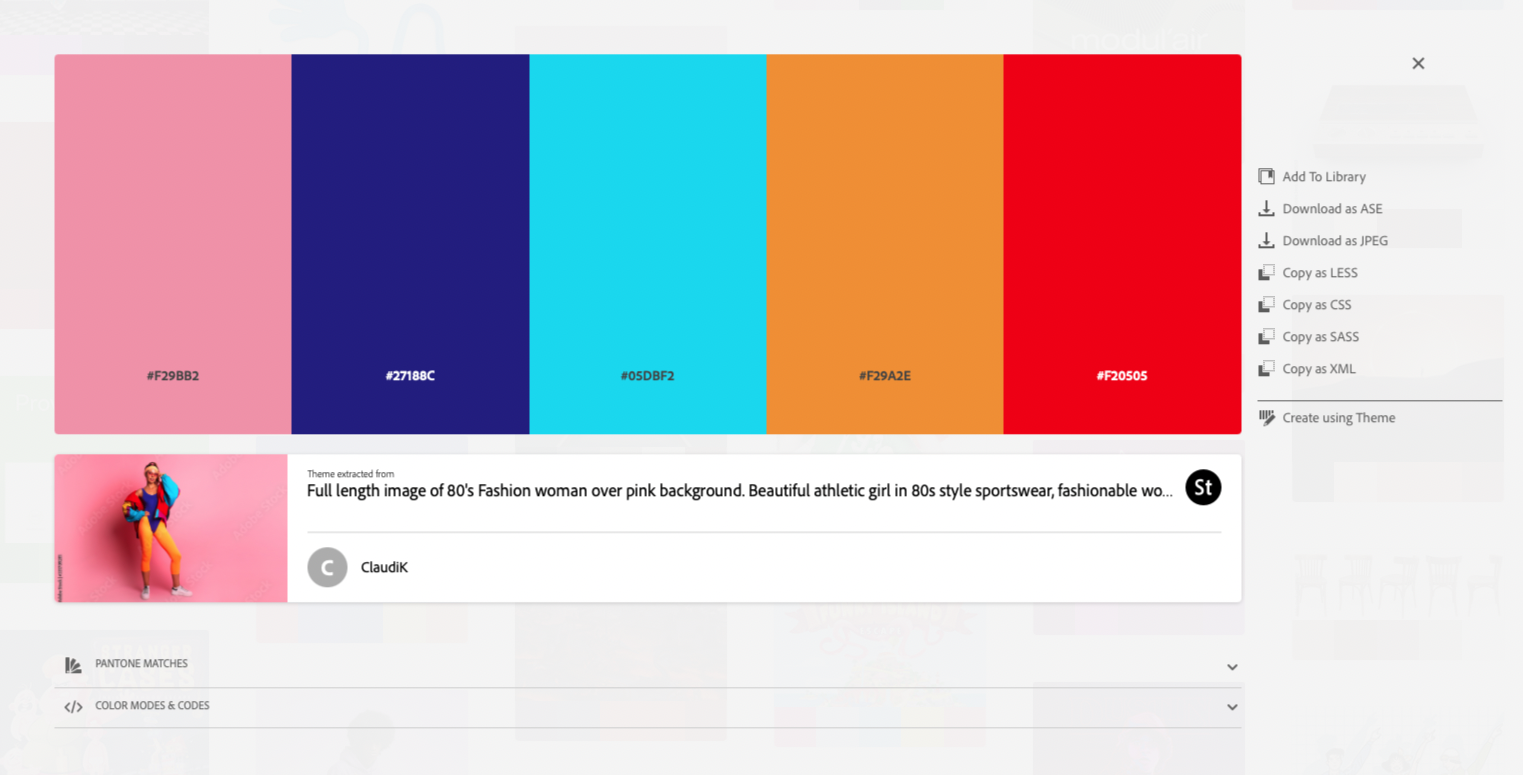 modul'air
#F29BB2
#27188C
#05DBF2
#F29A2E
#F20505
Add To Library
Download as ASE
Download as JPEG
Copy as LESS
Copy as CSS
Copy as SASS
Copy as XML
Create using Theme
Theme extracted from
Full length image of 80's Fashion woman over pink background. Beautiful athletic girl in 80s style sportswear, fashionable wo...
St
C
ClaudiK
PANTONE MATCHES
COLOR MODES & CODES